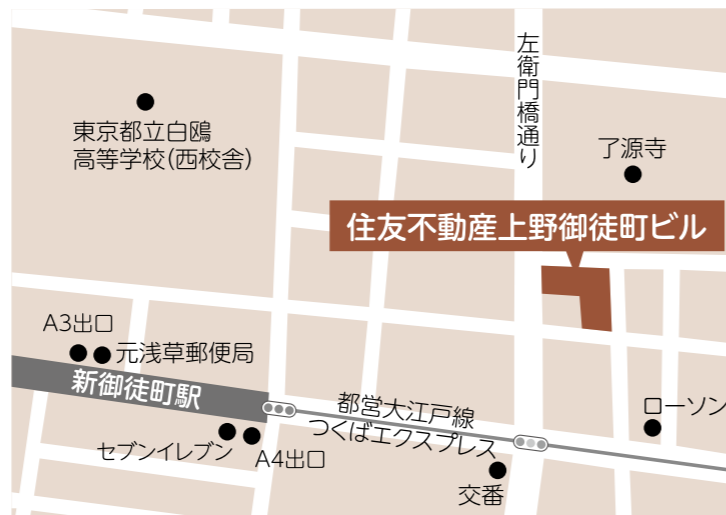 左衛門橋通り
東京都立白鴎
高等学校(西校舎)
了源寺
住友不動産上野御徒町ビル
A3出口
元浅草郵便局
新御徒町駅
都営大江戸線
つくばエクスプレス
ローソン
セブンイレブン
A4出口
交番